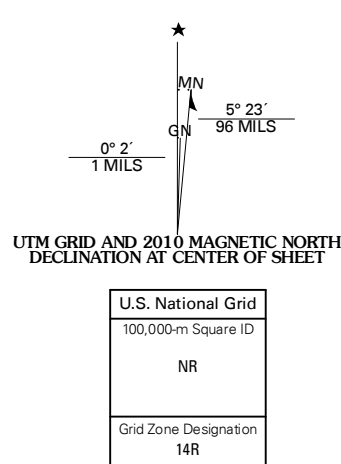 ★
MN
GN
5° 23´
96 MILS
0° 2´
1 MILS
UTM GRID AND 2010 MAGNETIC NORTH
DECLINATION AT CENTER OF SHEET
U.S. National Grid
100,000-m Square ID
NR
Grid Zone Designation
14R